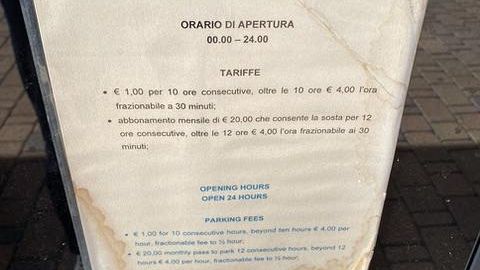 ORARIO DI APERTURA
00.00 – 24.00
TARIFFE
• € 1,00 per 10 ore consecutive, oltre le 10 ore € 4,00 l'ora
frazionabile a 30 minuti;
• abbonamento mensile di € 20,00 che consente la sosta per 12
ore consecutive, oltre le 12 ore € 4,00 l'ora frazionabile ai 30
minuti;
OPENING HOURS
OPEN 24 HOURS
PARKING FEES
• € 1,00 for 10 consecutive hours, beyond ten hours € 4,00 per
hour, fractionable fee to ½ hour;
• € 20,00 monthly pass to park 12 consecutive hours, beyond 12
hours € 4,00 per hour, fractionable fee to ½ hour;